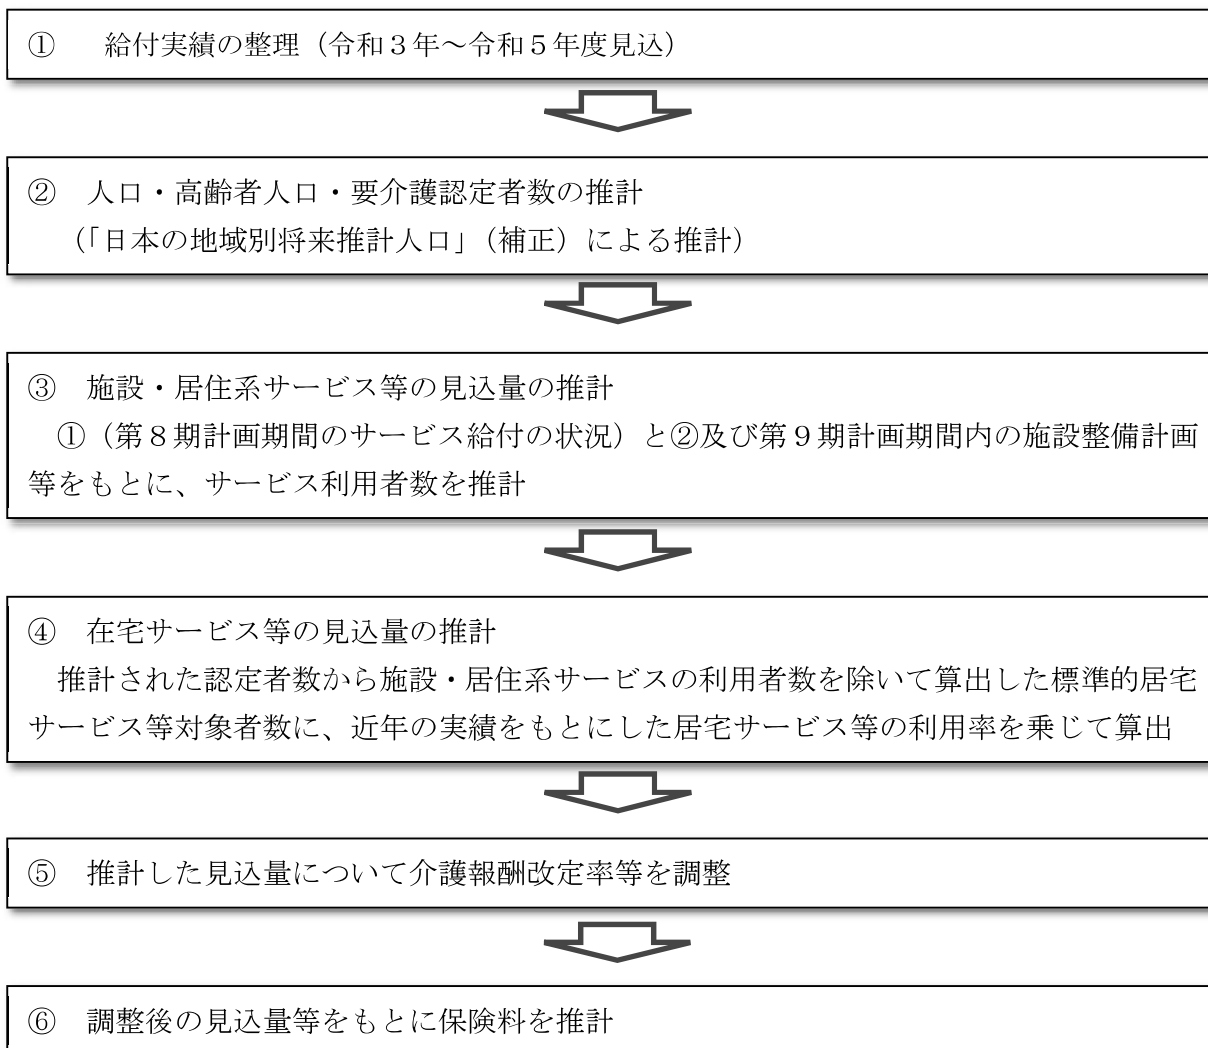 ①　給付実績の整理（令和３年～令和５年度見込）
②　人口・高齢者人口・要介護認定者数の推計
（「日本の地域別将来推計人口」（補正）による推計）
③　施設・居住系サービス等の見込量の推計
①（第８期計画期間のサービス給付の状況）と②及び第９期計画期間内の施設整備計画
等をもとに、サービス利用者数を推計
④　在宅サービス等の見込量の推計
推計された認定者数から施設・居住系サービスの利用者数を除いて算出した標準的居宅
サービス等対象者数に、近年の実績をもとにした居宅サービス等の利用率を乗じて算出
⑤　推計した見込量について介護報酬改定率等を調整
⑥　調整後の見込量等をもとに保険料を推計